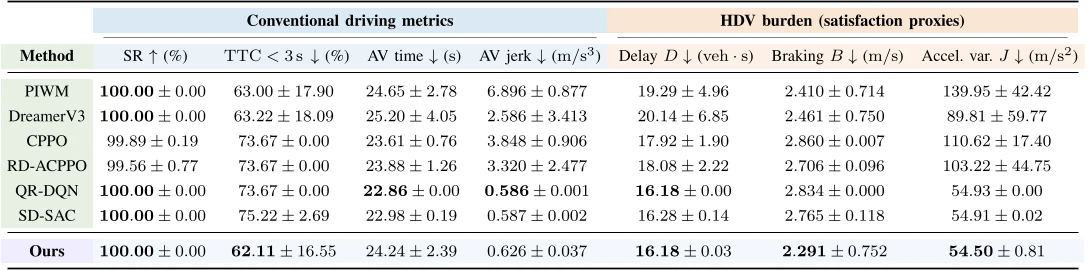 Conventional driving metrics HDV burden (satisfaction proxies)
Method SR ↑ (%) TTC < 3 s ↓ (%) AV time ↓ (s) AV jerk ↓ (m/s³) Delay D ↓ (veh · s) Braking B ↓ (m/s) Accel. var. J ↓ (m/s²)
PIWM 100.00 ± 0.00 63.00 ± 17.90 24.65 ± 2.78 6.896 ± 0.877 19.29 ± 4.96 2.410 ± 0.714 139.95 ± 42.42
DreamerV3 100.00 ± 0.00 63.22 ± 18.09 25.20 ± 4.05 2.586 ± 3.413 20.14 ± 6.85 2.461 ± 0.750 89.81 ± 59.77
CPPO 99.89 ± 0.19 73.67 ± 0.00 23.61 ± 0.76 3.848 ± 0.906 17.92 ± 1.90 2.860 ± 0.007 110.62 ± 17.40
RD-ACPPO 99.56 ± 0.77 73.67 ± 0.00 23.88 ± 1.26 3.320 ± 2.477 18.08 ± 2.22 2.706 ± 0.096 103.22 ± 44.75
QR-DQN 100.00 ± 0.00 73.67 ± 0.00 22.86 ± 0.00 0.586 ± 0.001 16.18 ± 0.00 2.834 ± 0.000 54.93 ± 0.00
SD-SAC 100.00 ± 0.00 75.22 ± 2.69 22.98 ± 0.19 0.587 ± 0.002 16.28 ± 0.14 2.765 ± 0.118 54.91 ± 0.02
Ours 100.00 ± 0.00 62.11 ± 16.55 24.24 ± 2.39 0.626 ± 0.037 16.18 ± 0.03 2.291 ± 0.752 54.50 ± 0.81